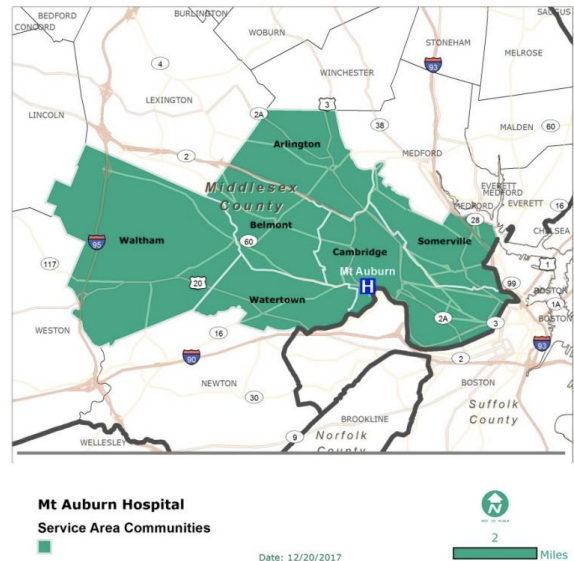 BEDFORD
CONCORD
BURLINGTON
WOBURN
SAUGUS
STONEHAM
MELROSE
WINCHESTER
93
4
LEXINGTON
3
2A
LINCOLN
38
MALDEN
60
Arlington
2
MEDFORD
Middlesex
County
EVERETT
MEDFORD
MEDFORD
EVERETT
16
28
CHELSEA
Belmont
Somerville
Waltham
95
60
Cambridge
Mt Auburn
H
117
20
1
99
BOSTON
1A
BOSTON
Watertown
2A
3
WESTON
16
90
2
93
NEWTON
BOSTON
30
Suffolk
County
BROOKLINE
9
Norfolk
County
WELLESLEY
Mt Auburn Hospital
Service Area Communities
N
2
Miles
Date: 12/20/2017